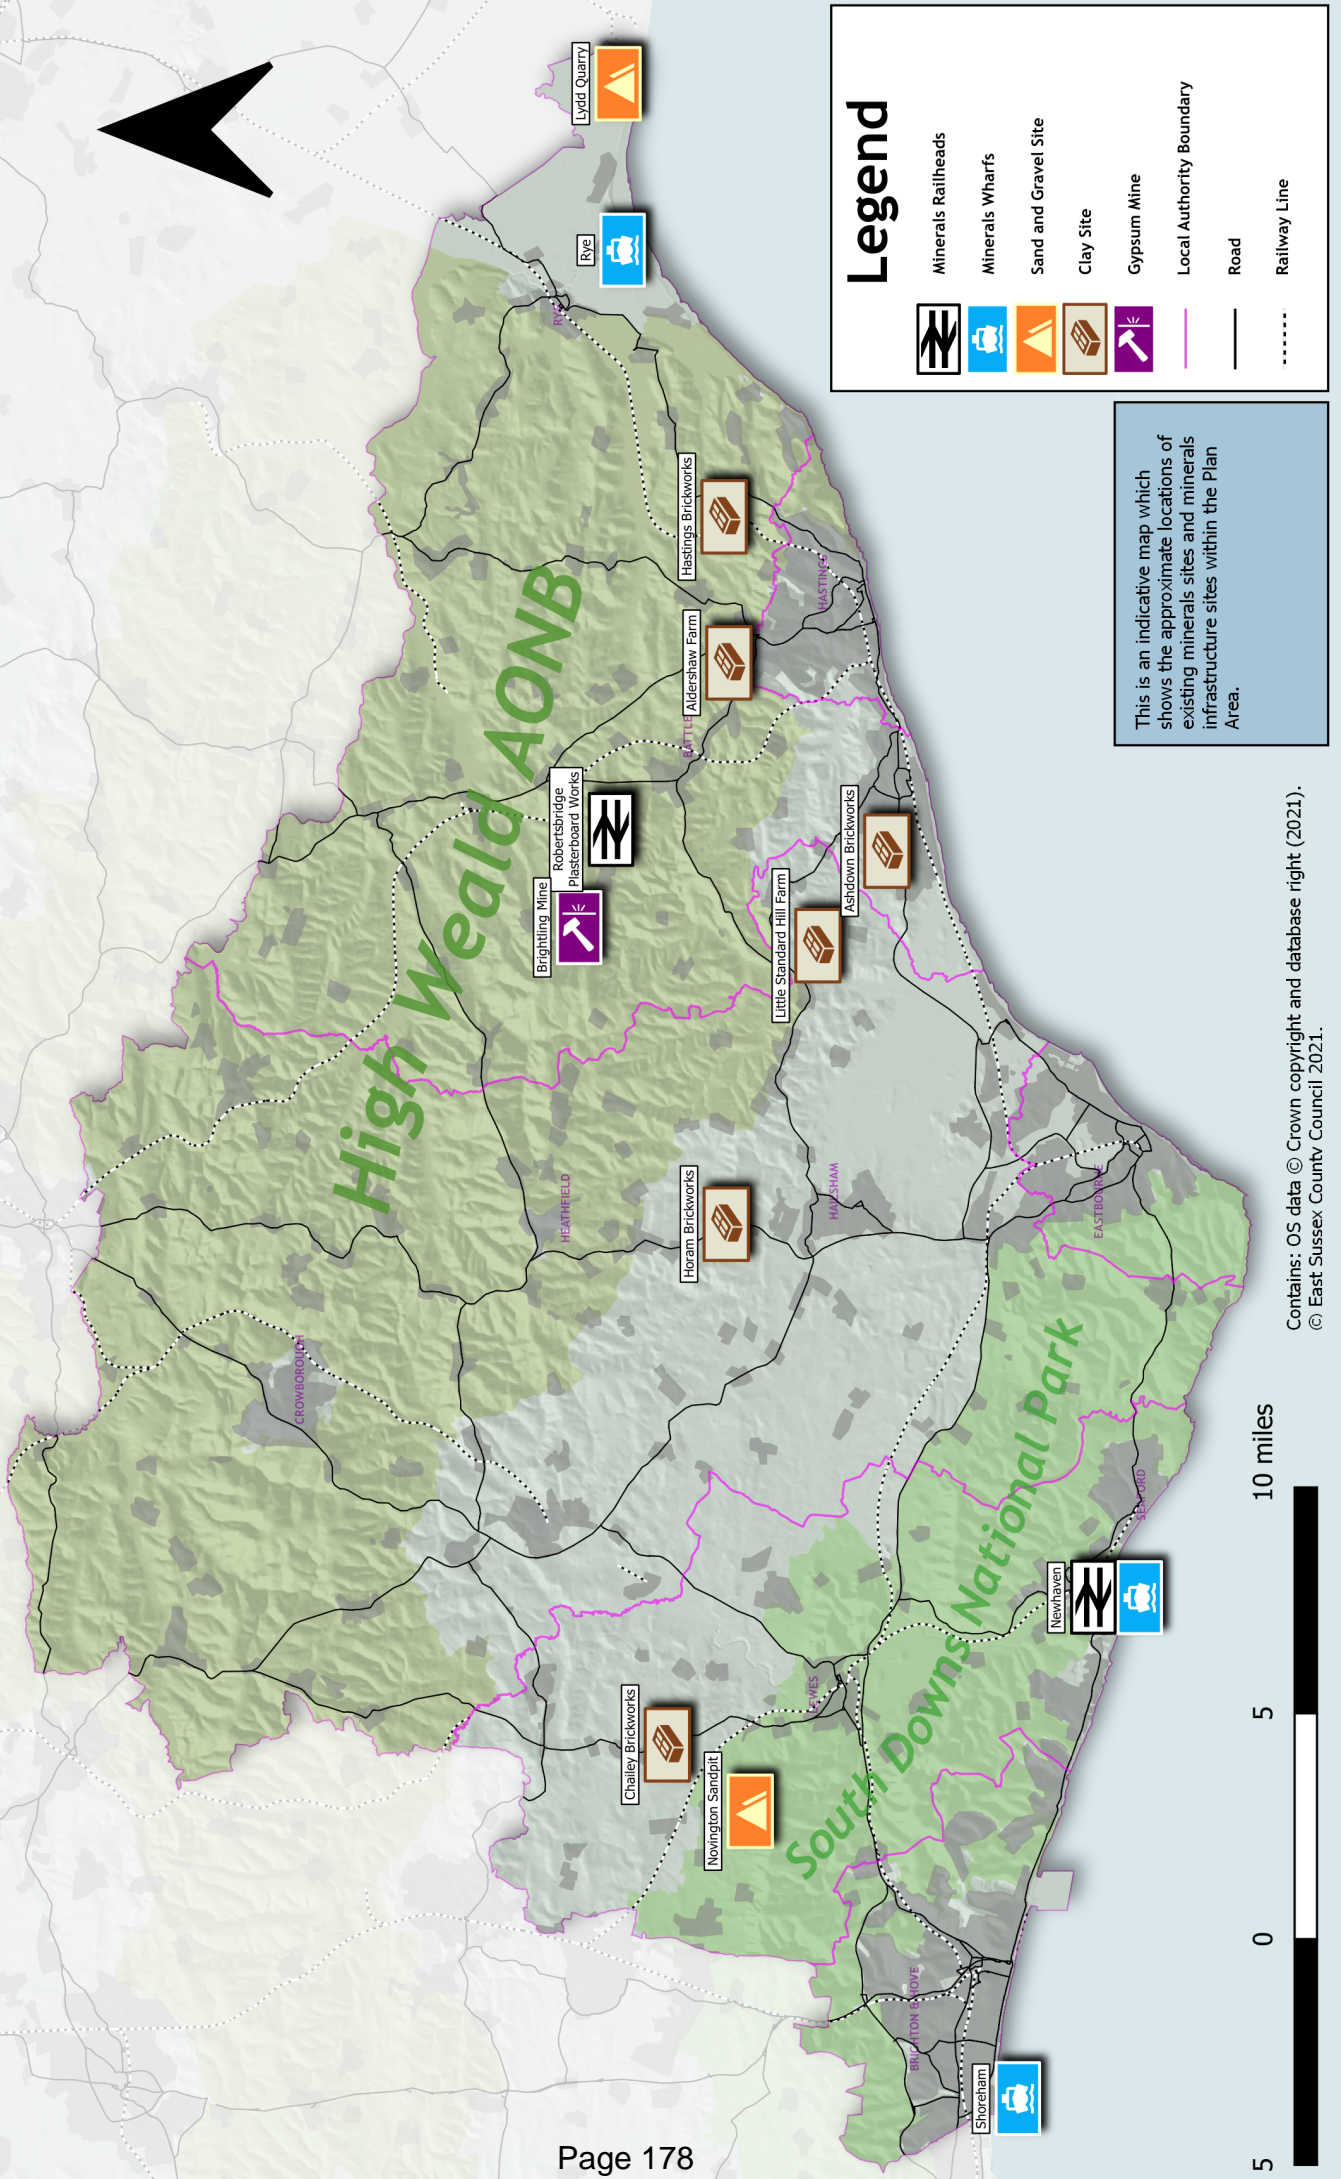 Legend
Minerals Railheads
Minerals Wharfs
Sand and Gravel Site
Clay Site
Gypsum Mine
Local Authority Boundary
Road
Railway Line
This is an indicative map which
shows the approximate locations of
existing minerals sites and minerals
infrastructure sites within the Plan
Area.
High Weald AONB
South Downs National Park
CROWBOROUGH
HEATHFIELD
HAILSHAM
BATTLE
RYE
HASTINGS
EASTBOURNE
SEAFORD
LEWES
BRIGHTON & HOVE
Lydd Quarry
Rye
Hastings Brickworks
Aldershaw Farm
Robertsbridge
Plasterboard Works
Brightling Mine
Ashdown Brickworks
Little Standard Hill Farm
Horam Brickworks
Chailey Brickworks
Novington Sandpit
Newhaven
Shoreham
5
0
5
10 miles
Contains: OS data © Crown copyright and database right (2021).
© East Sussex County Council 2021.
Page 178